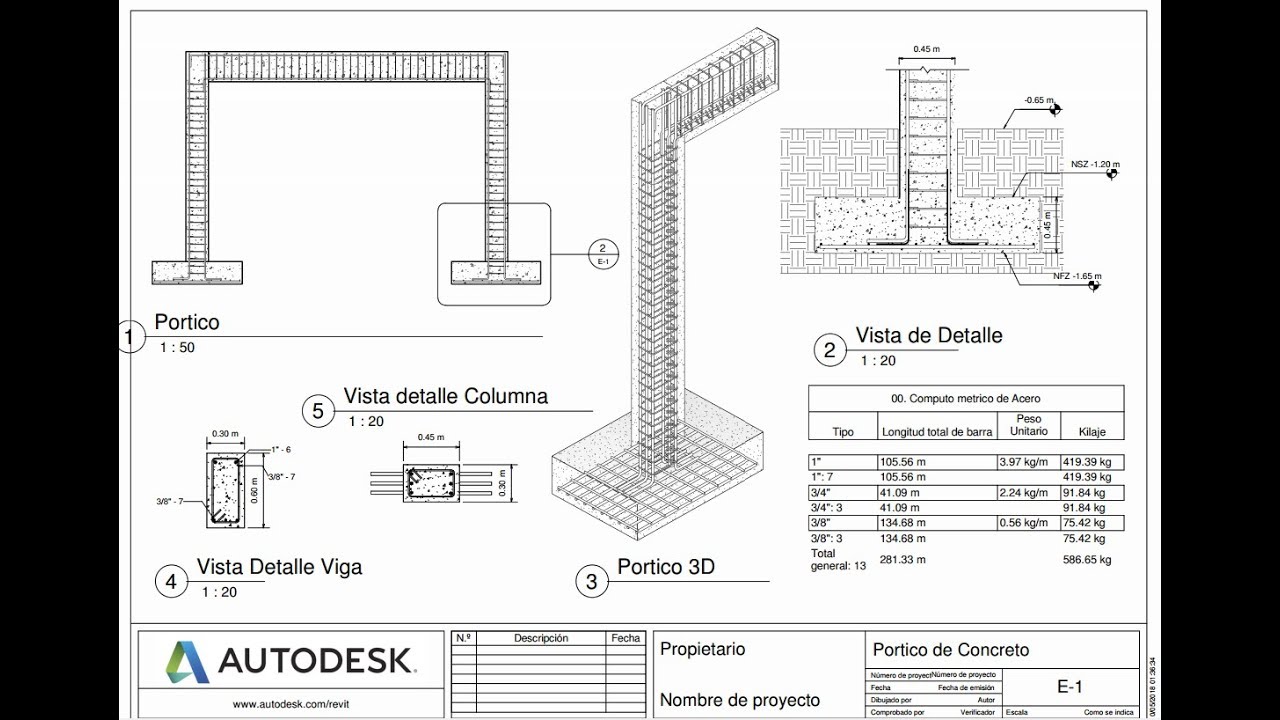 2
E-1
1
Portico
1 : 50
5
Vista detalle Columna
1 : 20
0.30 m
1" - 6
3/8" - 7
3/8" - 7
0.60 m
0.45 m
0.30 m
4
Vista Detalle Viga
1 : 20
3
Portico 3D
0.45 m
-0.65 m
NSZ -1.20 m
0.45 m
NFZ -1.65 m
2
Vista de Detalle
1 : 20
00. Computo metrico de Acero
Tipo Longitud total de barra Peso Unitario Kilaje
1" 105.56 m 3.97 kg/m 419.39 kg
1": 7 105.56 m 419.39 kg
3/4" 41.09 m 2.24 kg/m 91.84 kg
3/4": 3 41.09 m 91.84 kg
3/8" 134.68 m 0.56 kg/m 75.42 kg
3/8": 3 134.68 m 75.42 kg
Total general: 13 281.33 m 586.65 kg
AUTODESK.
www.autodesk.com/revit
N.º Descripción Fecha
Propietario
Nombre de proyecto
Portico de Concreto
Número de proyect Número de proyecto
Fecha Fecha de emisión
Dibujado por Autor
Comprobado por Verificador
E-1
Escala Como se indica
/05/2018 01:36:34